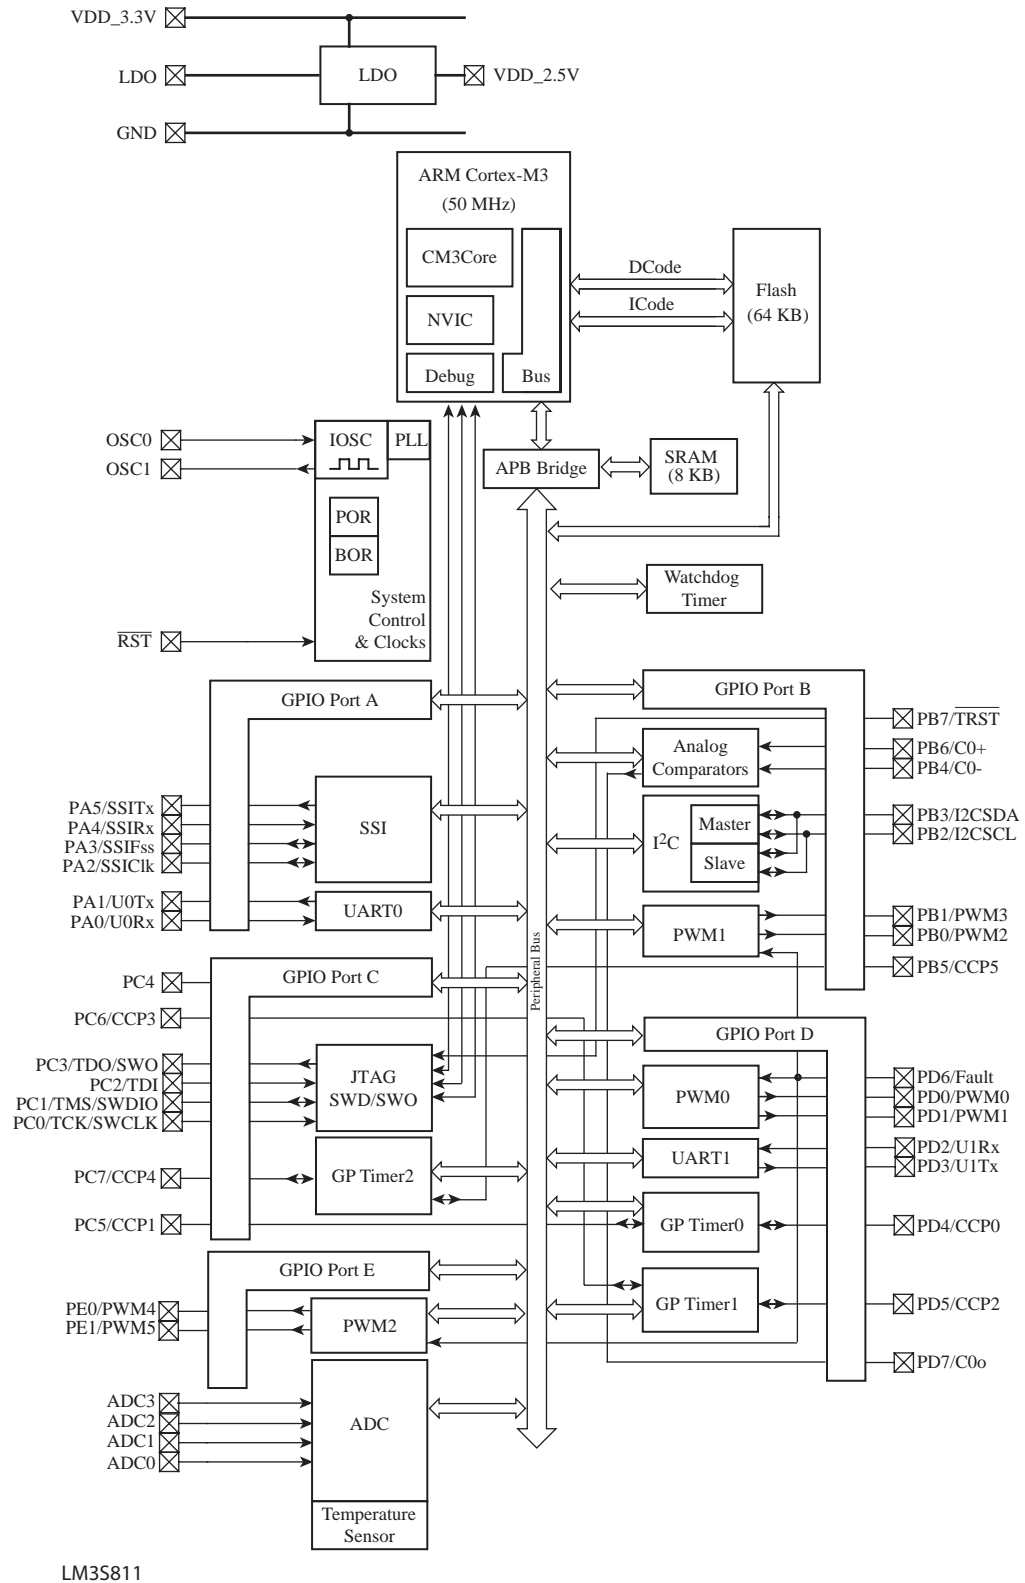 VDD_3.3V
LDO
LDO
VDD_2.5V
GND
ARM Cortex-M3
(50 MHz)
CM3Core
NVIC
Debug
Bus
DCode
ICode
Flash
(64 KB)
OSC0
OSC1
IOSC
PLL
POR
BOR
System
Control
& Clocks
RST
APB Bridge
SRAM
(8 KB)
Watchdog
Timer
Peripheral Bus
GPIO Port A
SSI
PA5/SSITx
PA4/SSIRx
PA3/SSIFss
PA2/SSIClk
PA1/U0Tx
PA0/U0Rx
UART0
GPIO Port B
Analog
Comparators
I2C
Master
Slave
PWM1
PB7/TRST
PB6/C0+
PB4/C0-
PB3/I2CSDA
PB2/I2CSCL
PB1/PWM3
PB0/PWM2
PB5/CCP5
GPIO Port C
PC4
PC6/CCP3
PC3/TDO/SWO
PC2/TDI
PC1/TMS/SWDIO
PC0/TCK/SWCLK
JTAG
SWD/SWO
PC7/CCP4
GP Timer2
PC5/CCP1
GPIO Port D
PWM0
UART1
GP Timer0
GP Timer1
PD6/Fault
PD0/PWM0
PD1/PWM1
PD2/U1Rx
PD3/U1Tx
PD4/CCP0
PD5/CCP2
PD7/C0o
GPIO Port E
PE0/PWM4
PE1/PWM5
PWM2
ADC3
ADC2
ADC1
ADC0
ADC
Temperature
Sensor
LM3S811